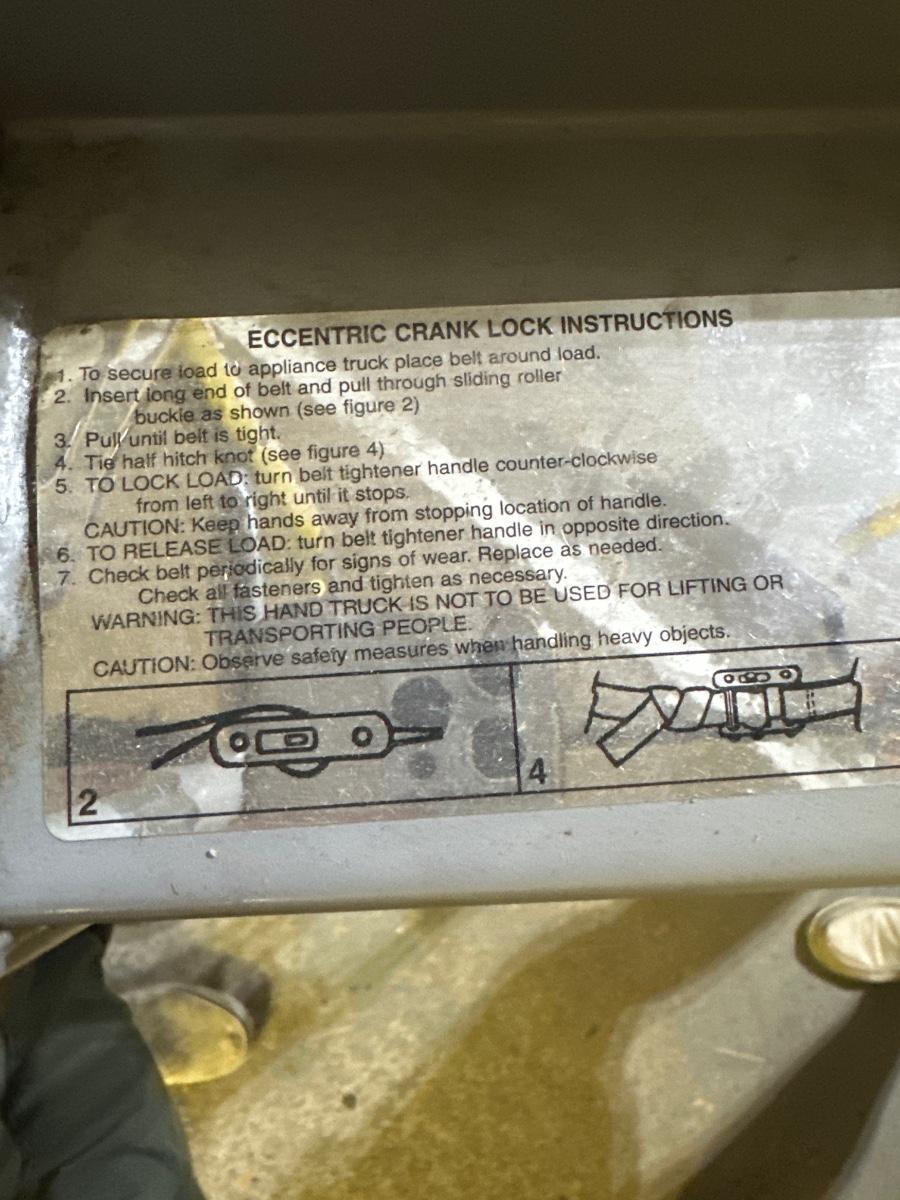 ECCENTRIC CRANK LOCK INSTRUCTIONS
1. To secure load to appliance truck place belt around load.
2. Insert long end of belt and pull through sliding roller
buckle as shown (see figure 2)
3. Pull until belt is tight.
4. Tie half hitch knot (see figure 4)
5. TO LOCK LOAD: turn belt tightener handle counter-clockwise
from left to right until it stops.
CAUTION: Keep hands away from stopping location of handle.
6. TO RELEASE LOAD: turn belt tightener handle in opposite direction.
7. Check belt periodically for signs of wear. Replace as needed.
Check all fasteners and tighten as necessary.
WARNING: THIS HAND TRUCK IS NOT TO BE USED FOR LIFTING OR
TRANSPORTING PEOPLE.
CAUTION: Observe safety measures when handling heavy objects.
2
4